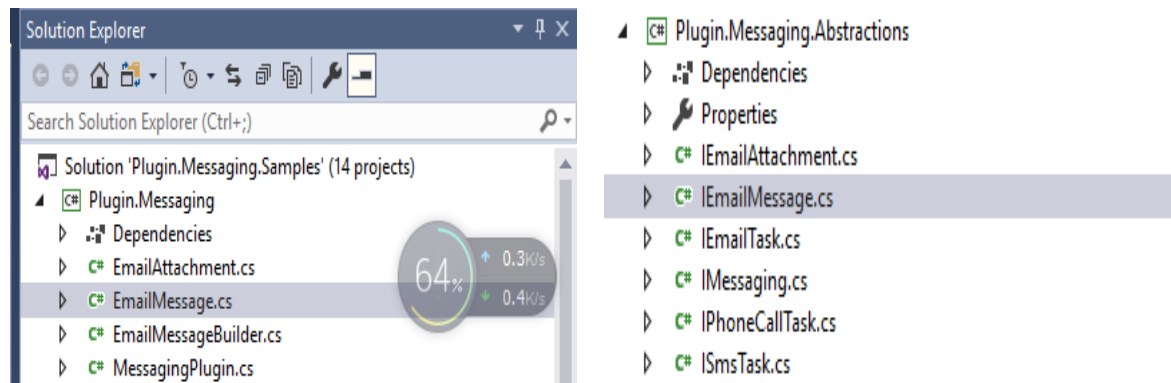 Solution Explorer
Search Solution Explorer (Ctrl+;)
Solution 'Plugin.Messaging.Samples' (14 projects)
C# Plugin.Messaging
Dependencies
C# EmailAttachment.cs
C# EmailMessage.cs
C# EmailMessageBuilder.cs
C# MessagingPlugin.cs
64%
0.3K/s
0.4K/s
C# Plugin.Messaging.Abstractions
Dependencies
Properties
C# IEmailAttachment.cs
C# IEmailMessage.cs
C# IEmailTask.cs
C# IMessaging.cs
C# IPhoneCallTask.cs
C# ISmsTask.cs